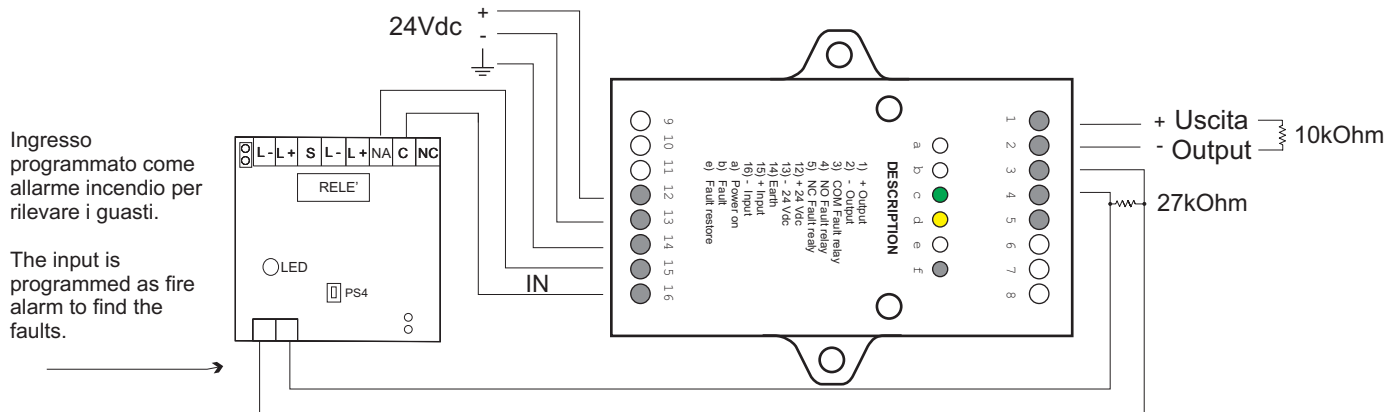 24Vdc
+
-
Ingresso
programmato come
allarme incendio per
rilevare i guasti.
The input is
programmed as fire
alarm to find the
faults.
L- L+ S L- L+ NA C NC
RELE'
LED
PS4
IN
9
10
11
12
13
14
15
16
DESCRIPTION
1) + Output
2) - Output
3) COM Fault relay
4) NO Fault relay
5) NC Fault realy
12) + 24 Vdc
13) - 24 Vdc
14) Earth
15) + Input
16) - Input
a) Power on
b) Fault
e) Fault restore
a
b
c
d
e
f
1
2
3
4
5
6
7
8
+ Uscita
- Output
10kOhm
27kOhm